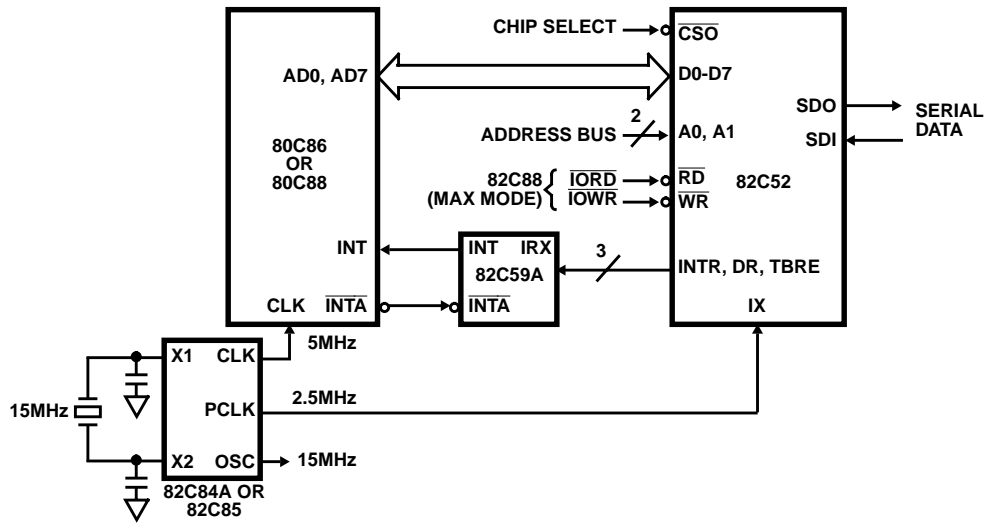 CHIP SELECT
CSO
AD0, AD7
D0-D7
SDO
SERIAL
DATA
2
ADDRESS BUS
A0, A1
SDI
80C86
OR
80C88
82C88
(MAX MODE)
IORD
IOWR
RD
WR
82C52
INT
INT IRX
82C59A
3
INTR, DR, TBRE
CLK
INTA
INTA
IX
5MHz
X1
CLK
15MHz
PCLK
2.5MHz
X2
OSC
15MHz
82C84A OR
82C85